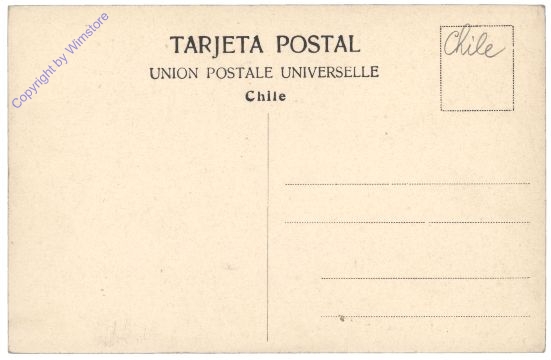 Copyright by Wimstore
TARJETA POSTAL
Chile
UNION POSTALE UNIVERSELLE
Chile